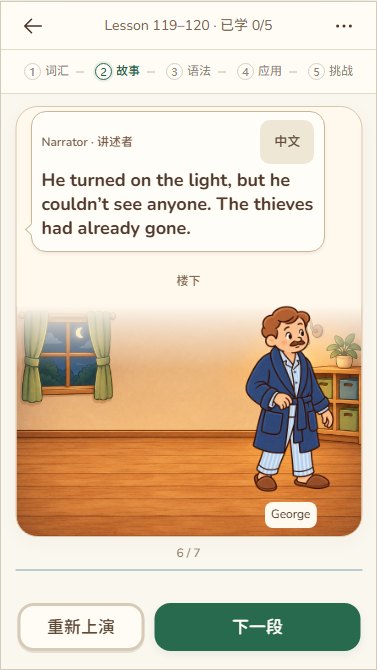 Lesson 119–120 · 已学 0/5
1 词汇 – 2 故事 – 3 语法 – 4 应用 – 5 挑战
Narrator · 讲述者
中文
He turned on the light, but he
couldn’t see anyone. The thieves
had already gone.
楼下
George
6 / 7
重新上演
下一段